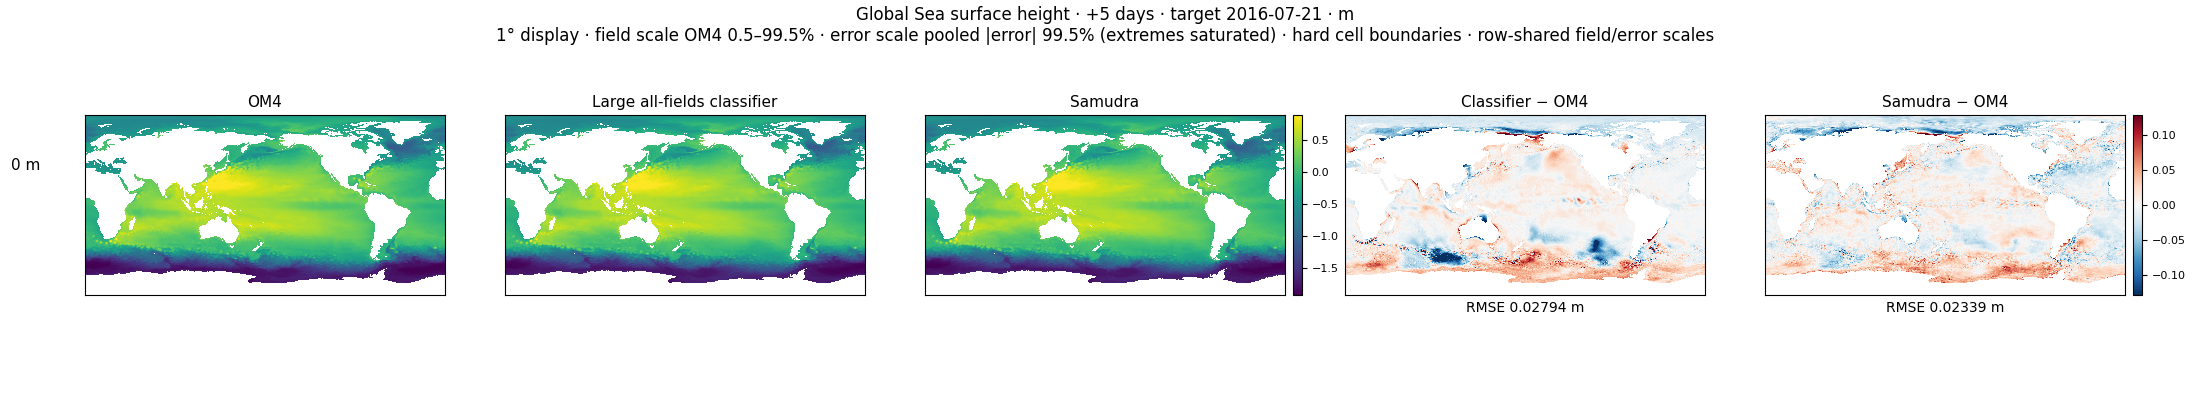 Global Sea surface height · +5 days · target 2016-07-21 · m
1° display · field scale OM4 0.5–99.5% · error scale pooled |error| 99.5% (extremes saturated) · hard cell boundaries · row-shared field/error scales
OM4
Large all-fields classifier
Samudra
Classifier − OM4
Samudra − OM4
0 m
0.5
0.0
−0.5
−1.0
−1.5
0.10
0.05
0.00
−0.05
−0.10
RMSE 0.02794 m
RMSE 0.02339 m